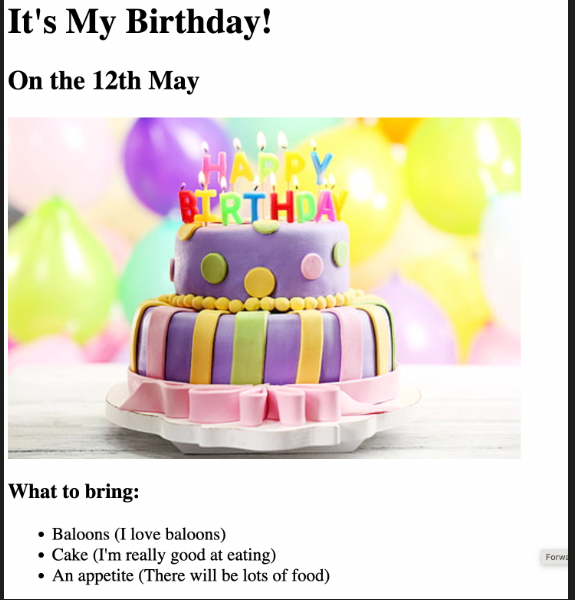 It's My Birthday!
On the 12th May
HAPPY
BIRTHDAY
What to bring:
Baloons (I love baloons)
Cake (I'm really good at eating)
An appetite (There will be lots of food)